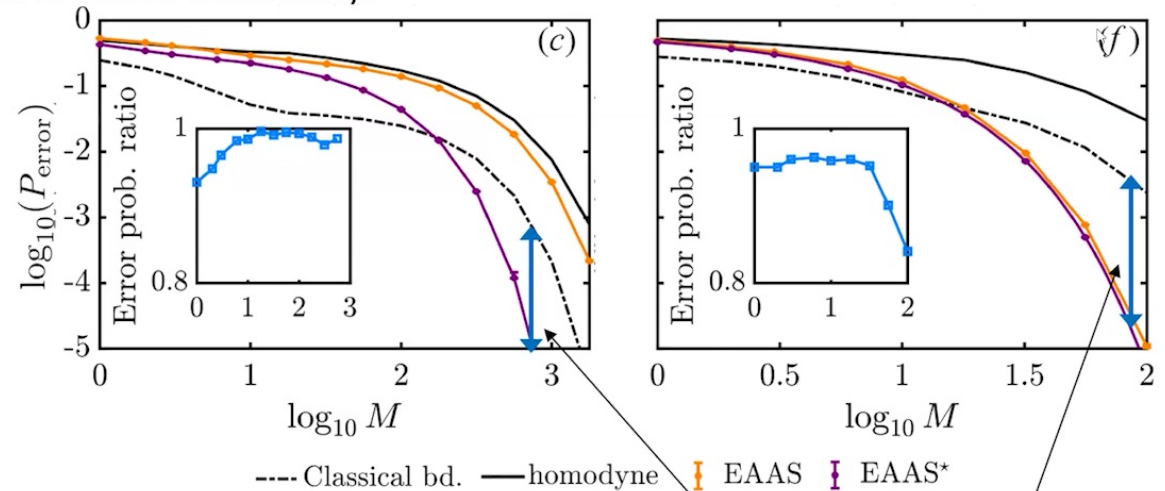 (c)
log₁₀(P_error)
0
-1
-2
-3
-4
-5
Error prob. ratio
1
0.8
0 1 2 3
0 1 2 3
log₁₀ M
(f)
Error prob. ratio
1
0.8
0 1 2
0 0.5 1 1.5 2
log₁₀ M
Classical bd. homodyne EAAS EAAS⋆